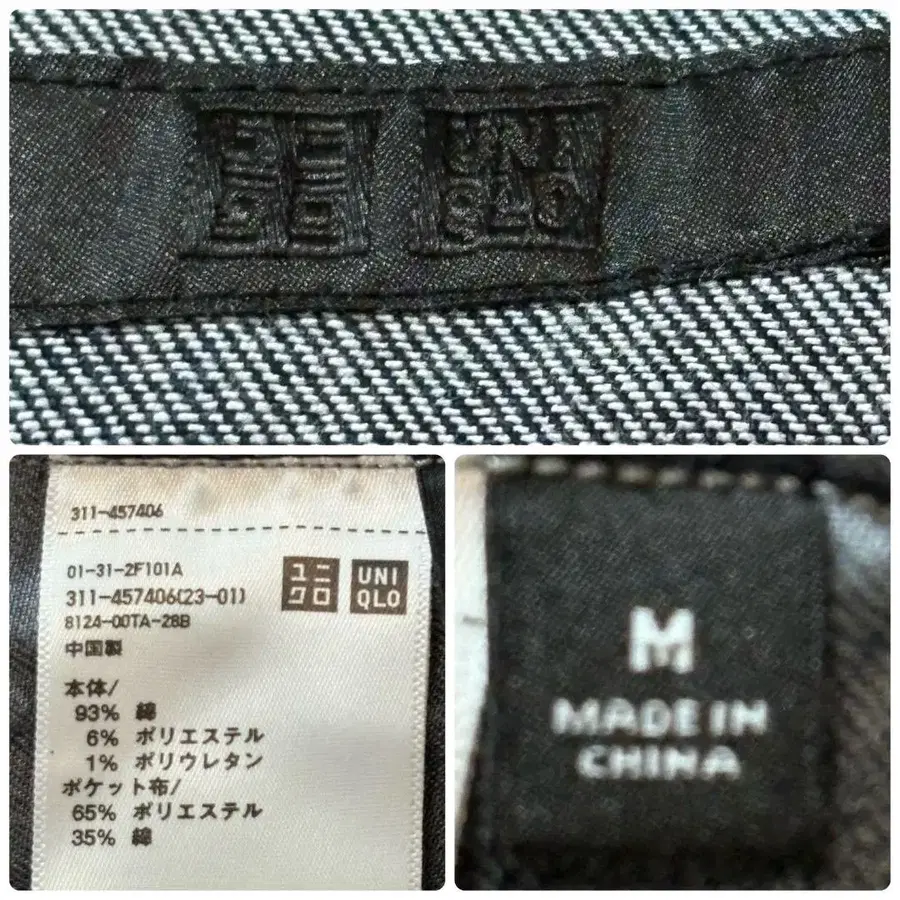 ユニ
クロ
UNI
QLO
311-457406
01-31-2F101A
311-457406(23-01)
8124-00TA-28B
中国製
ユニ
クロ
UNI
QLO
本体/
93% 綿
6% ポリエステル
1% ポリウレタン
ポケット布/
65% ポリエステル
35% 綿
M
MADE IN
CHINA